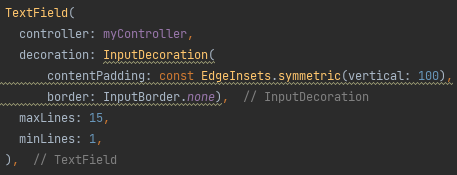 TextField(
  controller: myController,
  decoration: InputDecoration(
      contentPadding: const EdgeInsets.symmetric(vertical: 100),
      border: InputBorder.none),  // InputDecoration
  maxLines: 15,
  minLines: 1,
),  // TextField